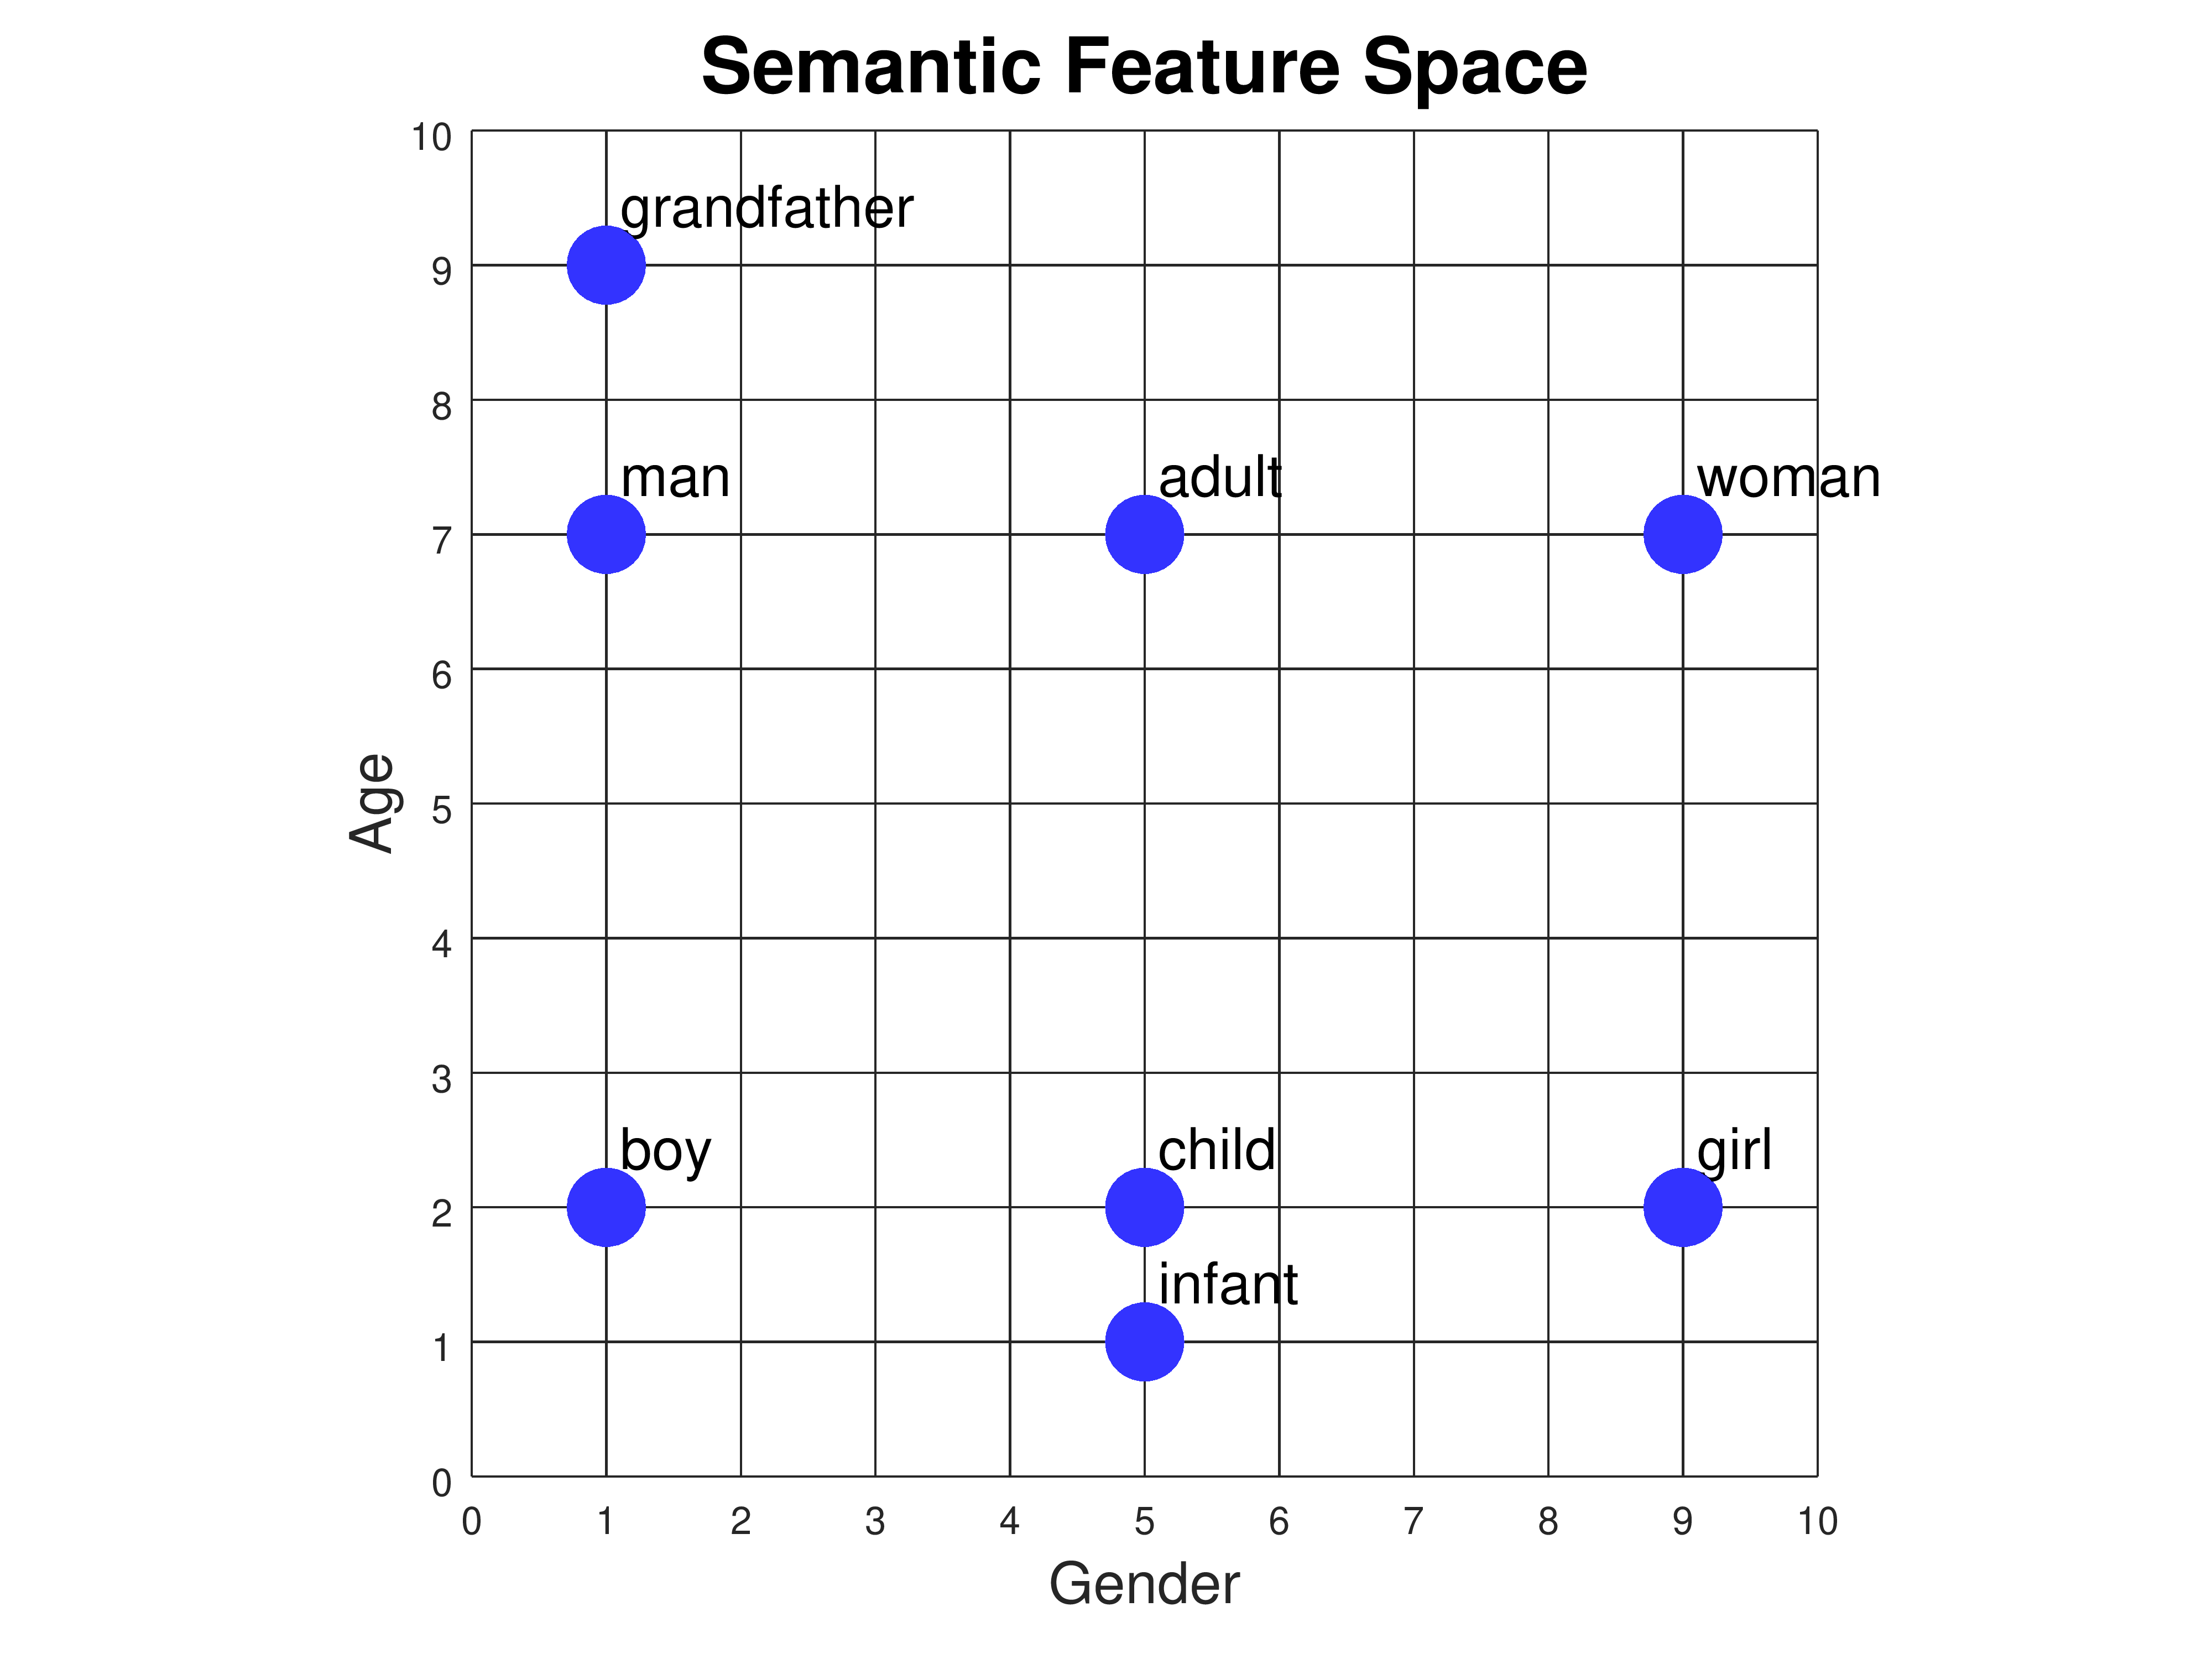 Semantic Feature Space
10
grandfather
9
8
man
adult
woman
7
6
Age
5
4
3
boy
child
girl
2
infant
1
0
0 1 2 3 4 5 6 7 8 9 10
Gender